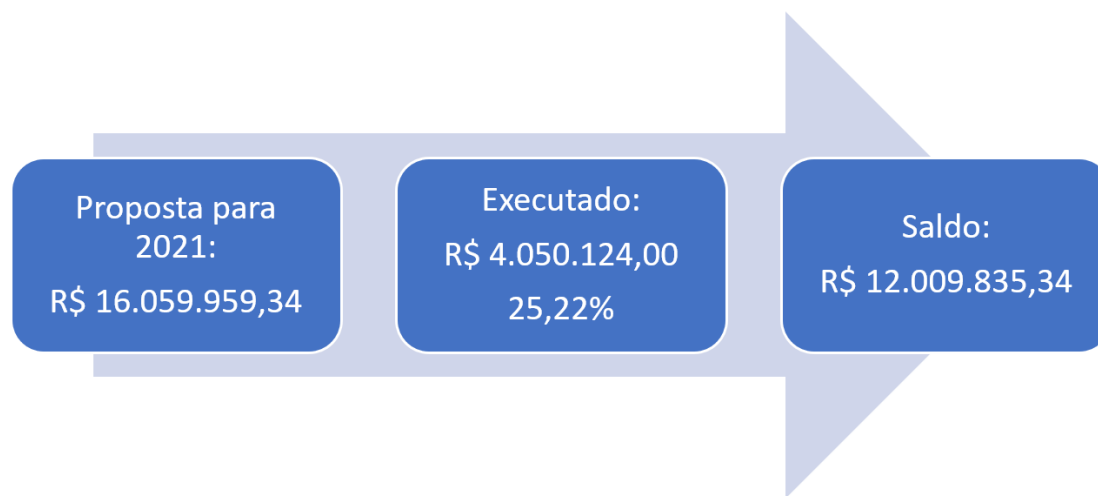 Proposta para
2021:
R$ 16.059.959,34
Executado:
R$ 4.050.124,00
25,22%
Saldo:
R$ 12.009.835,34